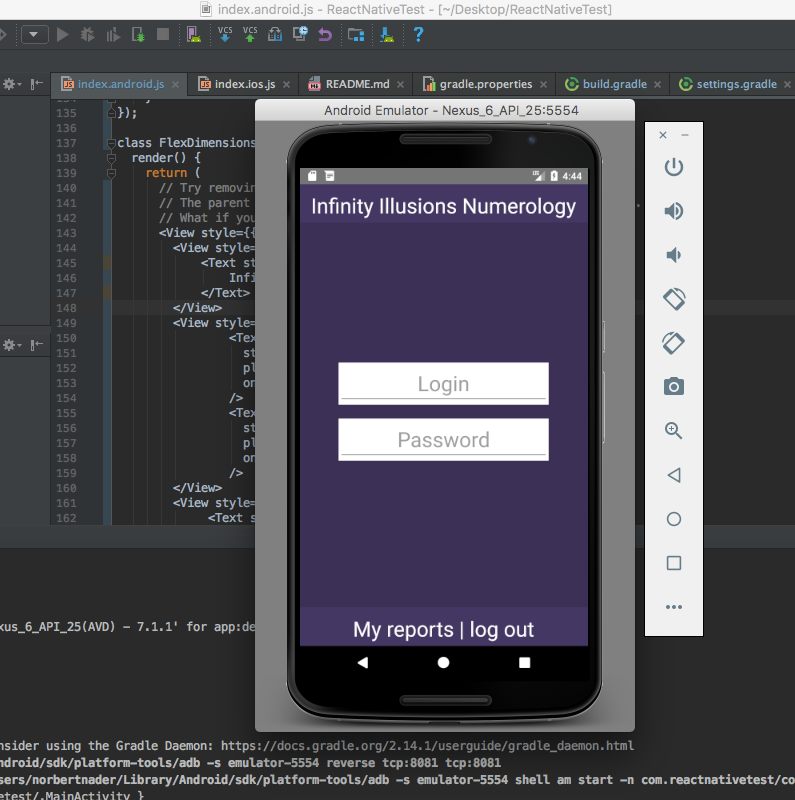 index.android.js - ReactNativeTest - [~/Desktop/ReactNativeTest]
VCS VCS
index.android.js index.ios.js README.md gradle.properties build.gradle settings.gradle
Android Emulator - Nexus_6_API_25:5554
134 }
135 });
136
137 class FlexDimensions
138 render() {
139 return (
140 // Try removin
141 // The parent
142 // What if you
143 <View style={{
144 <View style=
145 <Text st
146 Infi
147 </Text>
148 </View>
149 <View style=
150 <Te
151 s
152 pl
153 on
154 />
155 <Te
156 st
157 pl
158 on
159 />
160 </View>
161 <View style=
162 <Text s
4:44
Infinity Illusions Numerology
Login
Password
My reports | log out
xus_6_API_25(AVD) - 7.1.1' for app:de
nsider using the Gradle Daemon: https://docs.gradle.org/2.14.1/userguide/gradle_daemon.html
ndroid/sdk/platform-tools/adb -s emulator-5554 reverse tcp:8081 tcp:8081
sers/norbertnader/Library/Android/sdk/platform-tools/adb -s emulator-5554 shell am start -n com.reactnativetest/co
etest/.MainActivity }